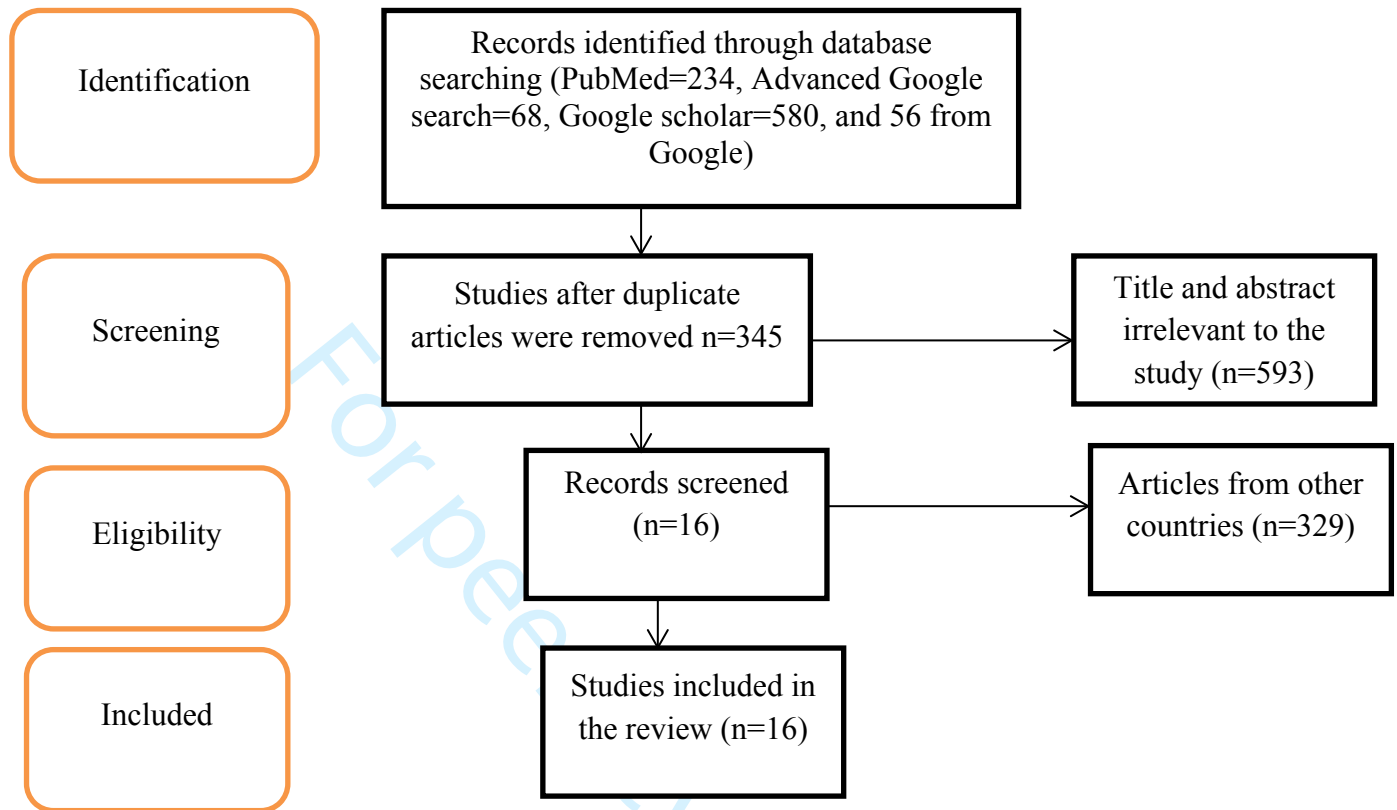 Identification
Records identified through database
searching (PubMed=234, Advanced Google
search=68, Google scholar=580, and 56 from
Google)
Screening
Studies after duplicate
articles were removed n=345
Title and abstract
irrelevant to the
study (n=593)
Eligibility
Records screened
(n=16)
Articles from other
countries (n=329)
Included
Studies included in
the review (n=16)
For pee